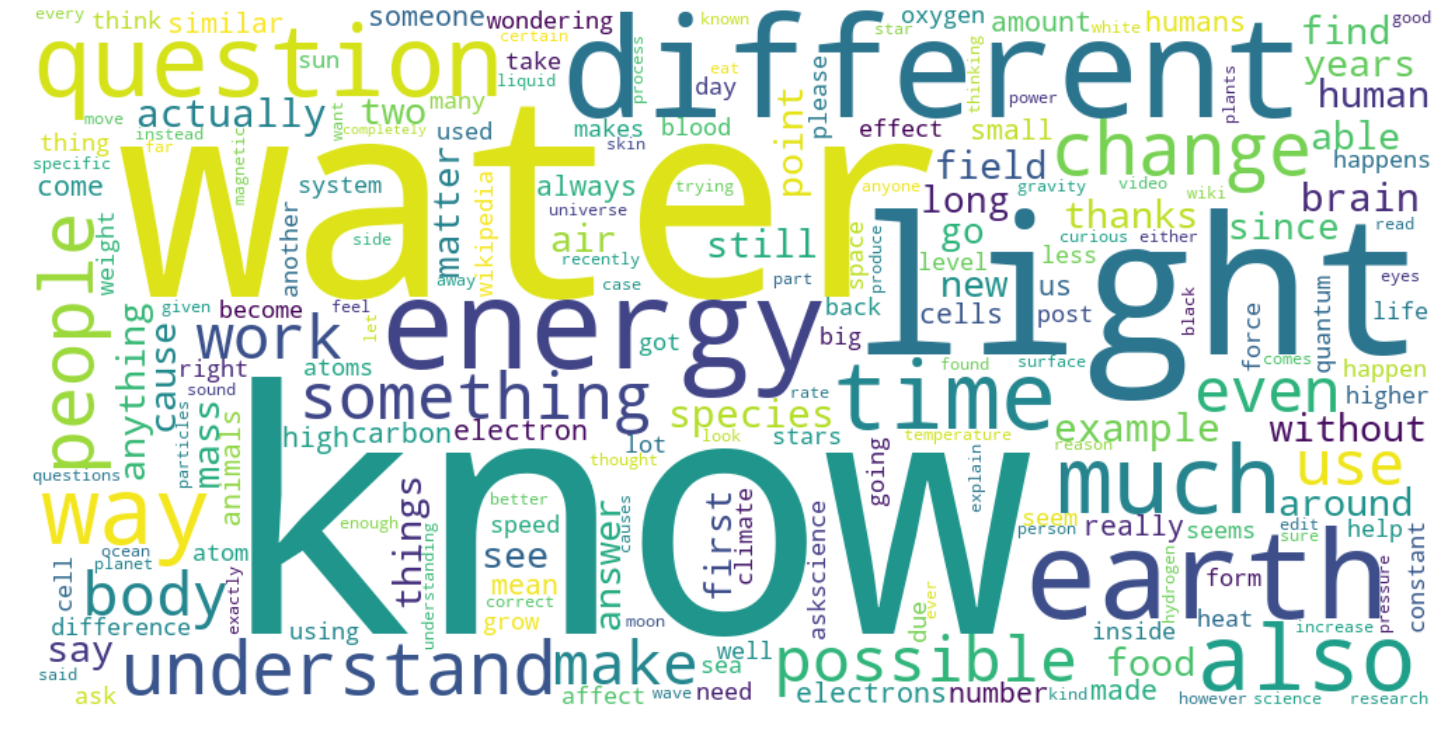 every think similar someone wondering known oxygen amount white humans good
question sun take certain star different find
liquid process eat day please thinking power plants years human
move actually two many used makes blood effect small change able
instead want completely skin happens
thing far matter point field
specific magnetic wikipedia anyone
come water system always trying long gravity video wiki brain
people weight another universe space thanks since read
side air still go curious either
recently produce level less
away case part new us quantum eyes
given become feel energy back light life
anything cause work let got big cells post black force
right atoms found surface comes happen
sound something rate time even higher
mass animals species
particles high carbon electron lot look stars temperature example without
questions thought going reason use
way know better explain much around
things enough speed causes first climate askscience seem really seems edit help
ocean atom understanding see answer person sure
planet mean earth constant
cell body exactly correct hydrogen form pressure
grow moon due ever heat
difference using inside increase
say understand make sea well possible food also
said
ask affect wave need electrons number kind made however science research